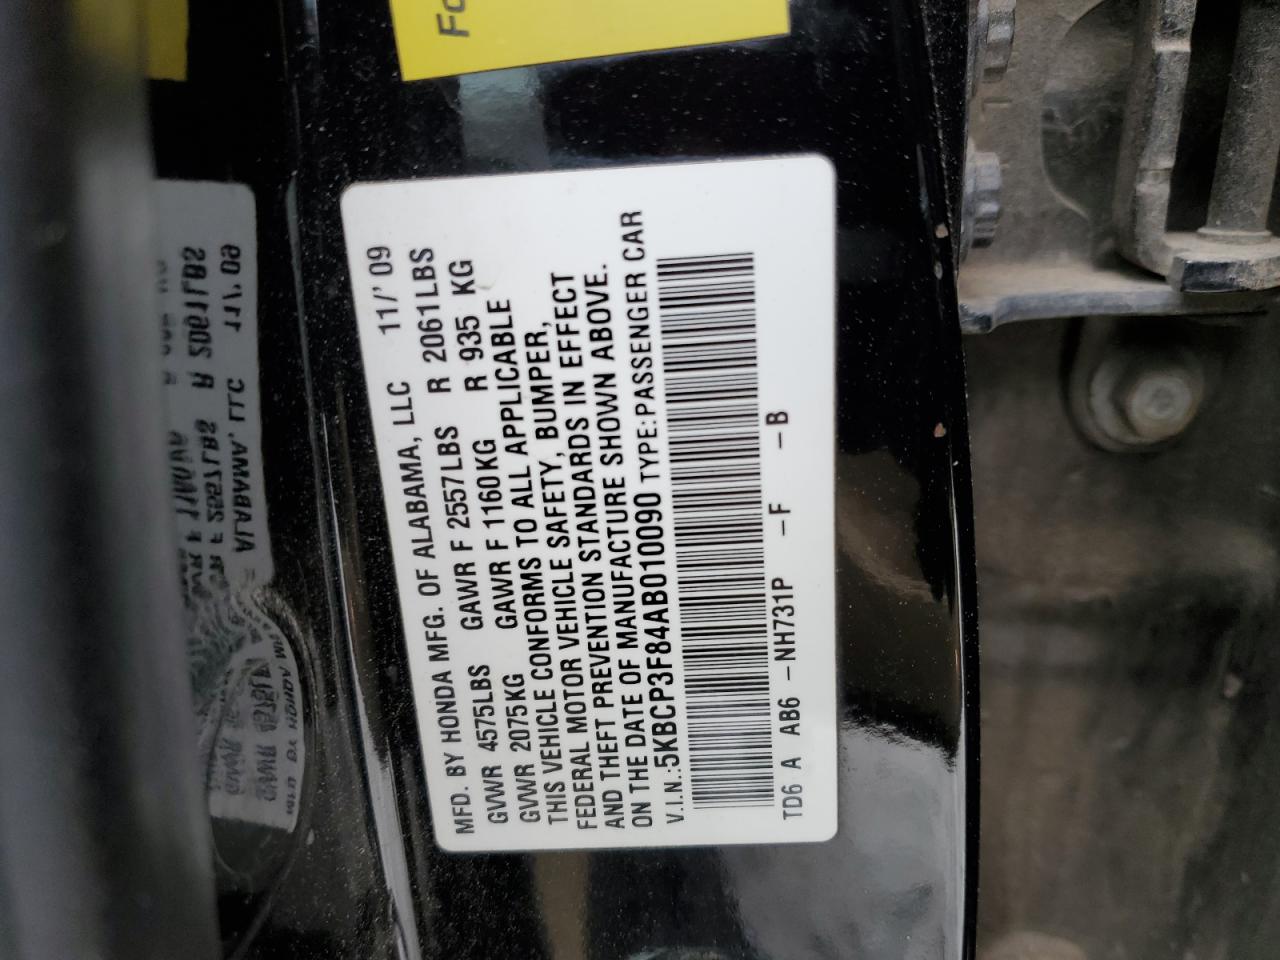 Fo
MFD. BY HONDA MFG. OF ALABAMA, LLC 11/'09
GVWR 4575LBS GAWR F 2557LBS R 2061LBS
GVWR 2075KG GAWR F 1160KG R 935 KG
THIS VEHICLE CONFORMS TO ALL APPLICABLE
FEDERAL MOTOR VEHICLE SAFETY, BUMPER,
AND THEFT PREVENTION STANDARDS IN EFFECT
ON THE DATE OF MANUFACTURE SHOWN ABOVE.
V.I.N.:5KBCP3F84AB010090 TYPE:PASSENGER CAR
TD6 A AB6 -NH731P -F -B